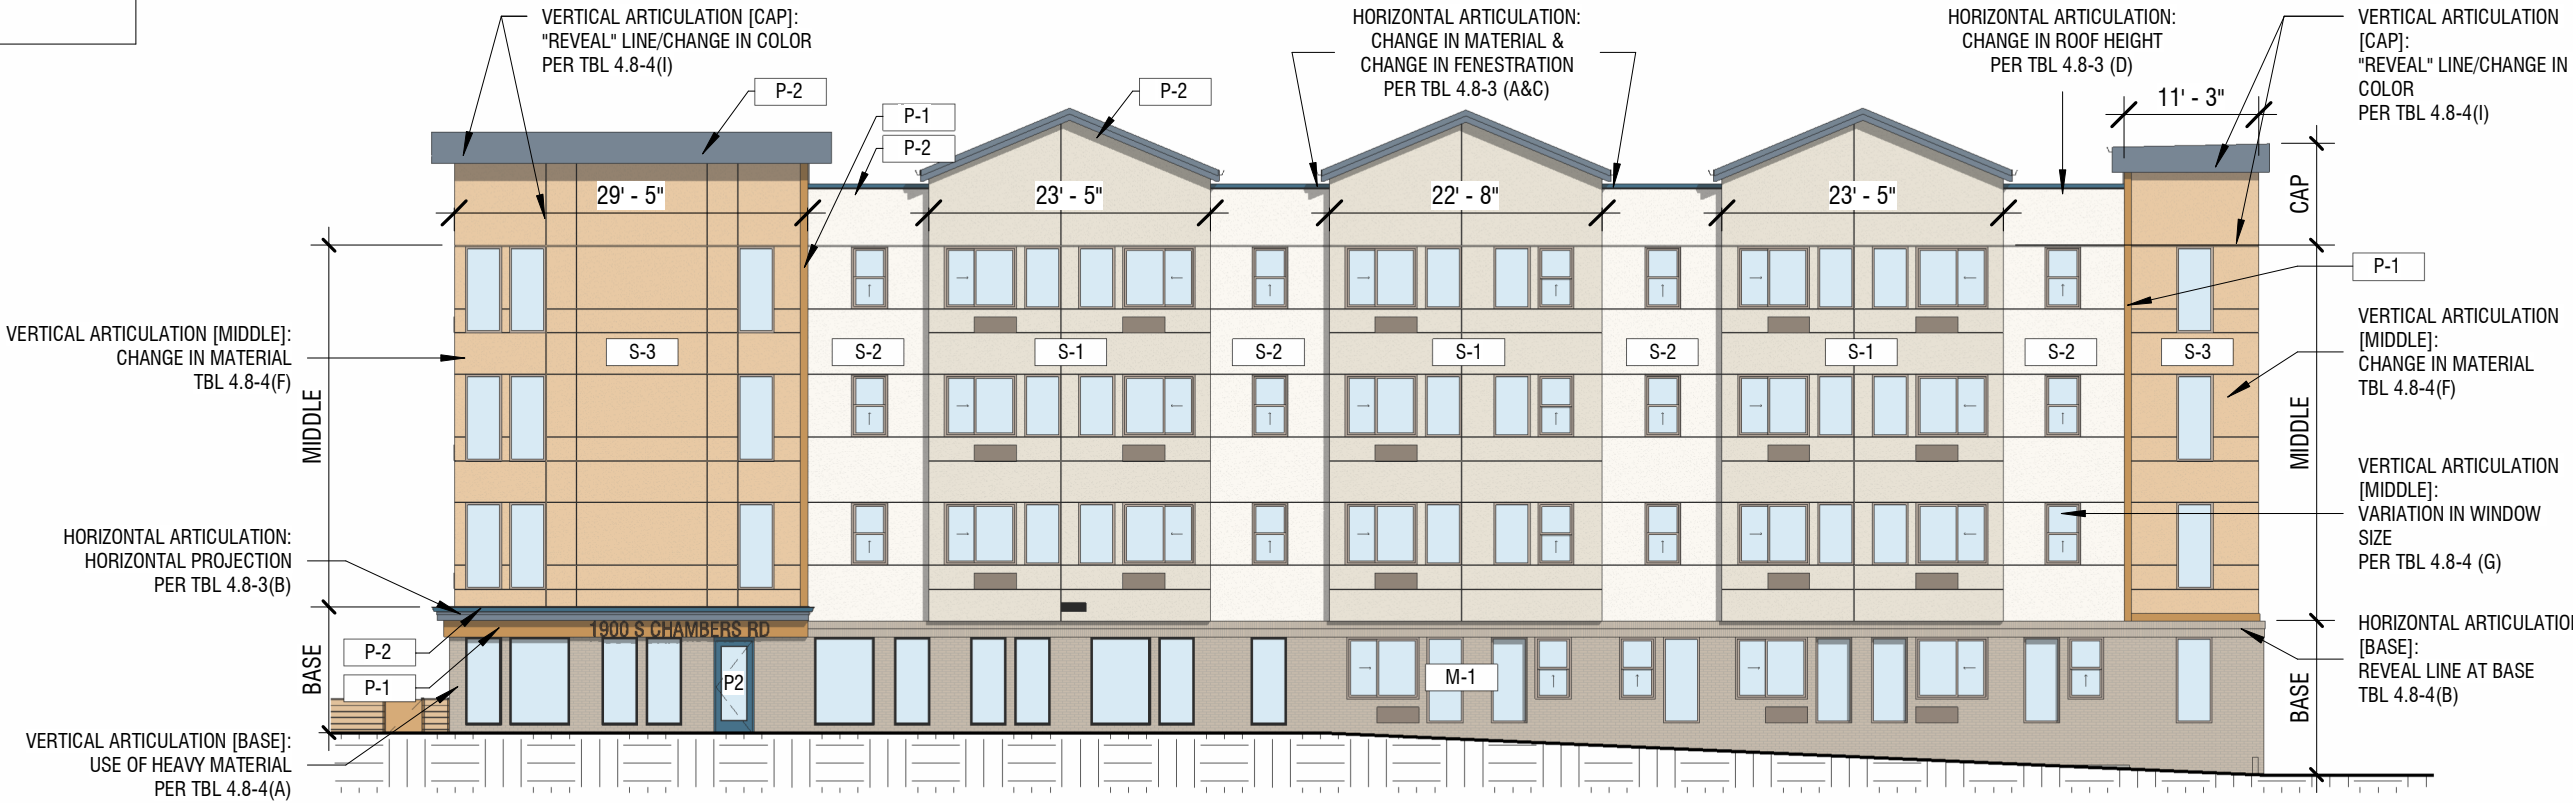 VERTICAL ARTICULATION [CAP]:
"REVEAL" LINE/CHANGE IN COLOR
PER TBL 4.8-4(I)
HORIZONTAL ARTICULATION:
CHANGE IN MATERIAL &
CHANGE IN FENESTRATION
PER TBL 4.8-3 (A&C)
HORIZONTAL ARTICULATION:
CHANGE IN ROOF HEIGHT
PER TBL 4.8-3 (D)
VERTICAL ARTICULATION
[CAP]:
"REVEAL" LINE/CHANGE IN
COLOR
PER TBL 4.8-4(I)
P-2
P-1
P-2
P-2
11' - 3"
29' - 5"
23' - 5"
22' - 8"
23' - 5"
CAP
P-1
VERTICAL ARTICULATION [MIDDLE]:
CHANGE IN MATERIAL
TBL 4.8-4(F)
MIDDLE
S-3
S-2
S-1
S-2
S-1
S-2
S-1
S-2
S-3
VERTICAL ARTICULATION
[MIDDLE]:
CHANGE IN MATERIAL
TBL 4.8-4(F)
MIDDLE
VERTICAL ARTICULATION
[MIDDLE]:
VARIATION IN WINDOW
SIZE
PER TBL 4.8-4 (G)
HORIZONTAL ARTICULATION:
HORIZONTAL PROJECTION
PER TBL 4.8-3(B)
1900 S CHAMBERS RD
P-2
P-1
BASE
P2
M-1
HORIZONTAL ARTICULATIO
[BASE]:
REVEAL LINE AT BASE
TBL 4.8-4(B)
BASE
VERTICAL ARTICULATION [BASE]:
USE OF HEAVY MATERIAL
PER TBL 4.8-4(A)